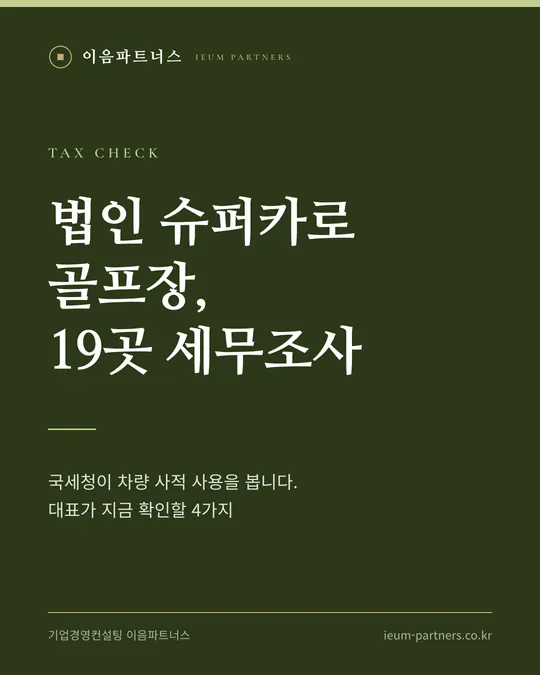 이음파트너스 IEUM PARTNERS
TAX CHECK
법인 슈퍼카로
골프장,
19곳 세무조사
국세청이 차량 사적 사용을 봅니다.
대표가 지금 확인할 4가지
기업경영컨설팅 이음파트너스 ieum-partners.co.kr